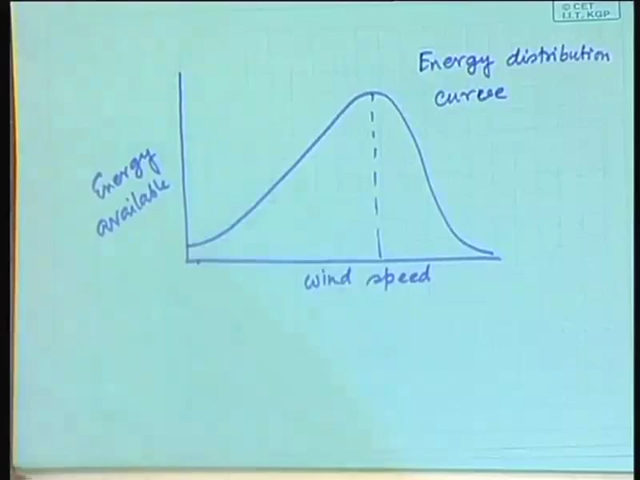 © CET
I.I.T. KGP
Energy distribution
curve
Energy
available
wind speed